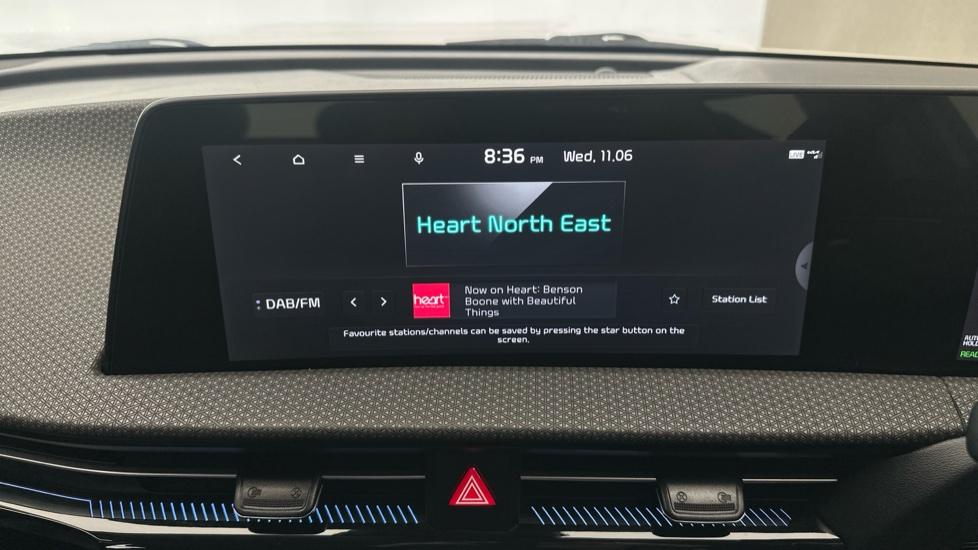 8:36 PM Wed, 11.06
LIVE
Heart North East
DAB/FM
heart
Now on Heart: Benson
Boone with Beautiful
Things
Station List
Favourite stations/channels can be saved by pressing the star button on the
screen.